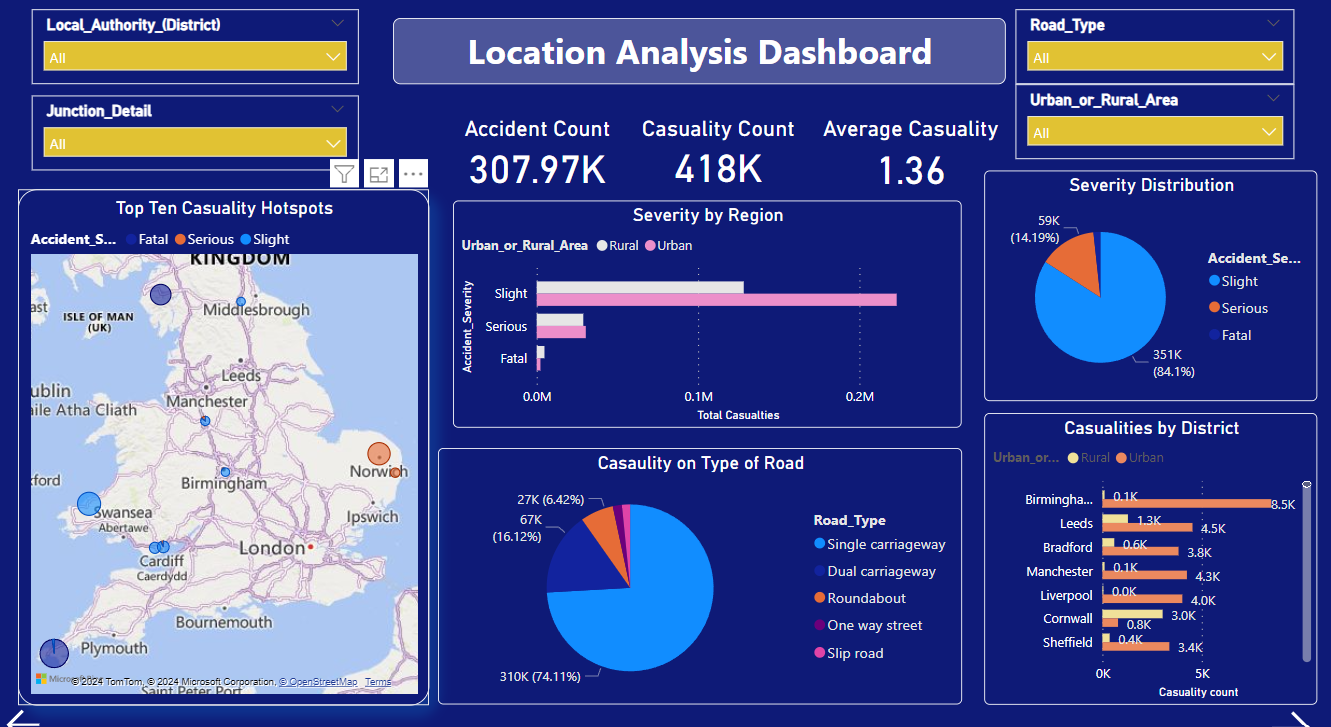 Local_Authority_(District)
All
Junction_Detail
All
Location Analysis Dashboard
Road_Type
All
Urban_or_Rural_Area
All
Accident Count
307.97K
Casuality Count
418K
Average Casuality
1.36
Top Ten Casuality Hotspots
Accident_S... Fatal Serious Slight
KINGDOM
Middlesbrough
ast
ISLE OF MAN
(UK)
Leeds
Manchester
ublin
aile Atha Cliath
Norwich
xford
Birmingham
Swansea
Abertawe
Ipswich
London
Cardiff
Caerdydd
Bournemouth
Plymouth
Saint Peter Port
© 2024 TomTom, © 2024 Microsoft Corporation, © OpenStreetMap Terms
Severity by Region
Urban_or_Rural_Area Rural Urban
Accident_Severity
Slight
Serious
Fatal
0.0M 0.1M 0.2M
Total Casualties
Severity Distribution
59K
(14.19%)
351K
(84.1%)
Accident_Se...
Slight
Serious
Fatal
Casaulity on Type of Road
27K (6.42%)
67K
(16.12%)
310K (74.11%)
Road_Type
Single carriageway
Dual carriageway
Roundabout
One way street
Slip road
Casualities by District
Urban_or... Rural Urban
Birmingha... 0.1K 8.5K
Leeds 1.3K 4.5K
Bradford 0.6K 3.8K
Manchester 0.1K 4.3K
Liverpool 0.0K 4.0K
Cornwall 3.0K 0.8K
Sheffield 0.4K 3.4K
0K 5K
Casuality count